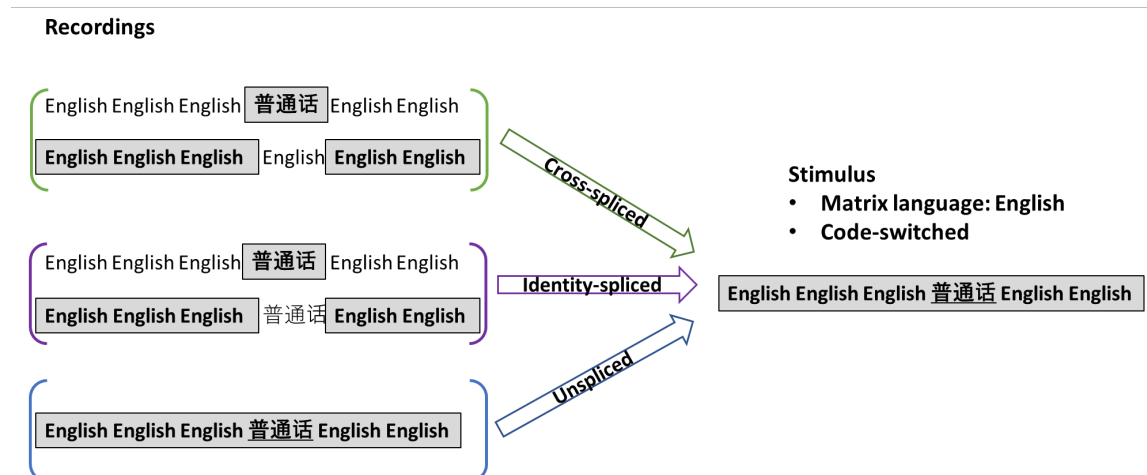 Recordings
English English English 普通话 English English
English English English English English English
Cross-spliced
Stimulus
• Matrix language: English
• Code-switched
English English English 普通话 English English
English English English 普通话 English English
Identity-spliced
English English English 普通话 English English
Unspliced
English English English 普通话 English English